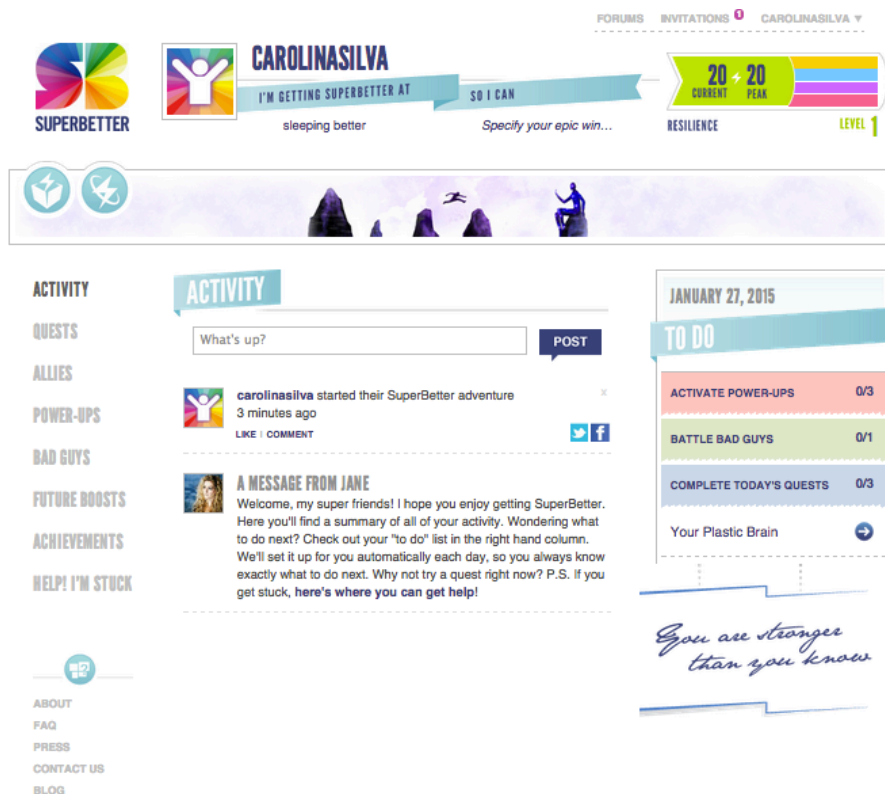 FORUMS INVITATIONS 1 CAROLINASILVA ▼
SUPERBETTER
CAROLINASILVA
I'M GETTING SUPERBETTER AT
SO I CAN
sleeping better
Specify your epic win...
20 20
CURRENT PEAK
RESILIENCE LEVEL 1
ACTIVITY
QUESTS
ALLIES
POWER-UPS
BAD GUYS
FUTURE BOOSTS
ACHIEVEMENTS
HELP! I'M STUCK
ABOUT
FAQ
PRESS
CONTACT US
BLOG
ACTIVITY
What's up?
POST
carolinasilva started their SuperBetter adventure x
3 minutes ago
LIKE | COMMENT
A MESSAGE FROM JANE
Welcome, my super friends! I hope you enjoy getting SuperBetter.
Here you'll find a summary of all of your activity. Wondering what
to do next? Check out your "to do" list in the right hand column.
We'll set it up for you automatically each day, so you always know
exactly what to do next. Why not try a quest right now? P.S. If you
get stuck, here's where you can get help!
JANUARY 27, 2015
TO DO
ACTIVATE POWER-UPS 0/3
BATTLE BAD GUYS 0/1
COMPLETE TODAY'S QUESTS 0/3
Your Plastic Brain
You are stronger
than you know